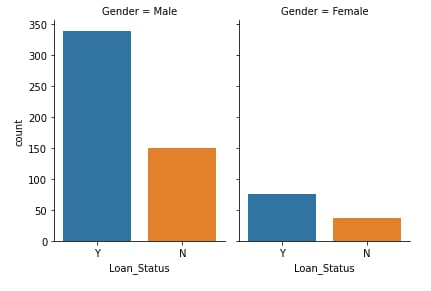 Gender = Male
Gender = Female
350
300
250
200
150
100
50
0
count
Y
N
Y
N
Loan_Status
Loan_Status